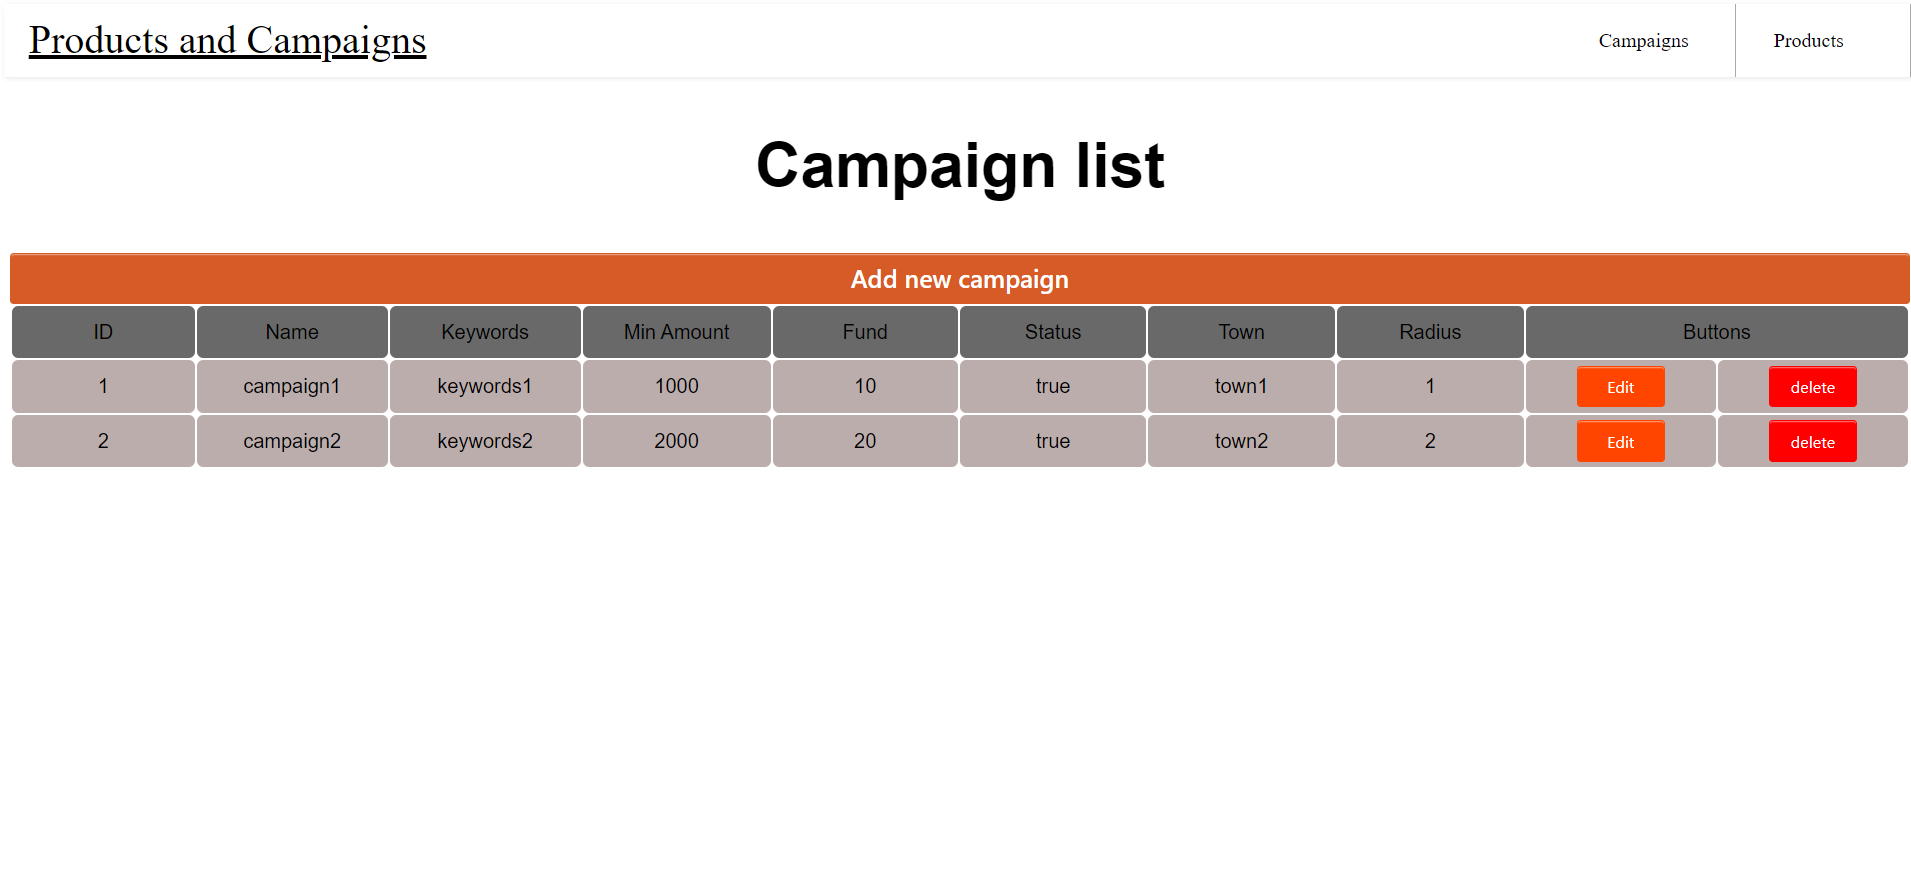 Products and Campaigns Campaigns Products
Campaign list
Add new campaign
ID Name Keywords Min Amount Fund Status Town Radius Buttons
1 campaign1 keywords1 1000 10 true town1 1 Edit delete
2 campaign2 keywords2 2000 20 true town2 2 Edit delete